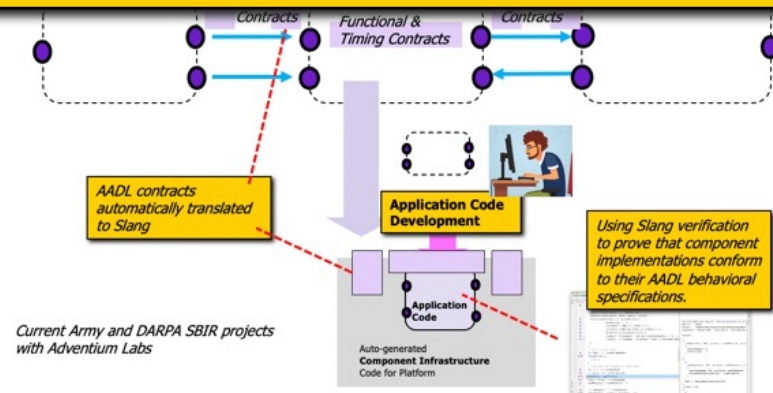 Contracts
Functional &
Timing Contracts
Contracts
AADL contracts
automatically translated
to Slang
Application Code
Development
Using Slang verification
to prove that component
implementations conform
to their AADL behavioral
specifications.
Application
Code
Current Army and DARPA SBIR projects
with Adventium Labs
Auto-generated
Component Infrastructure
Code for Platform